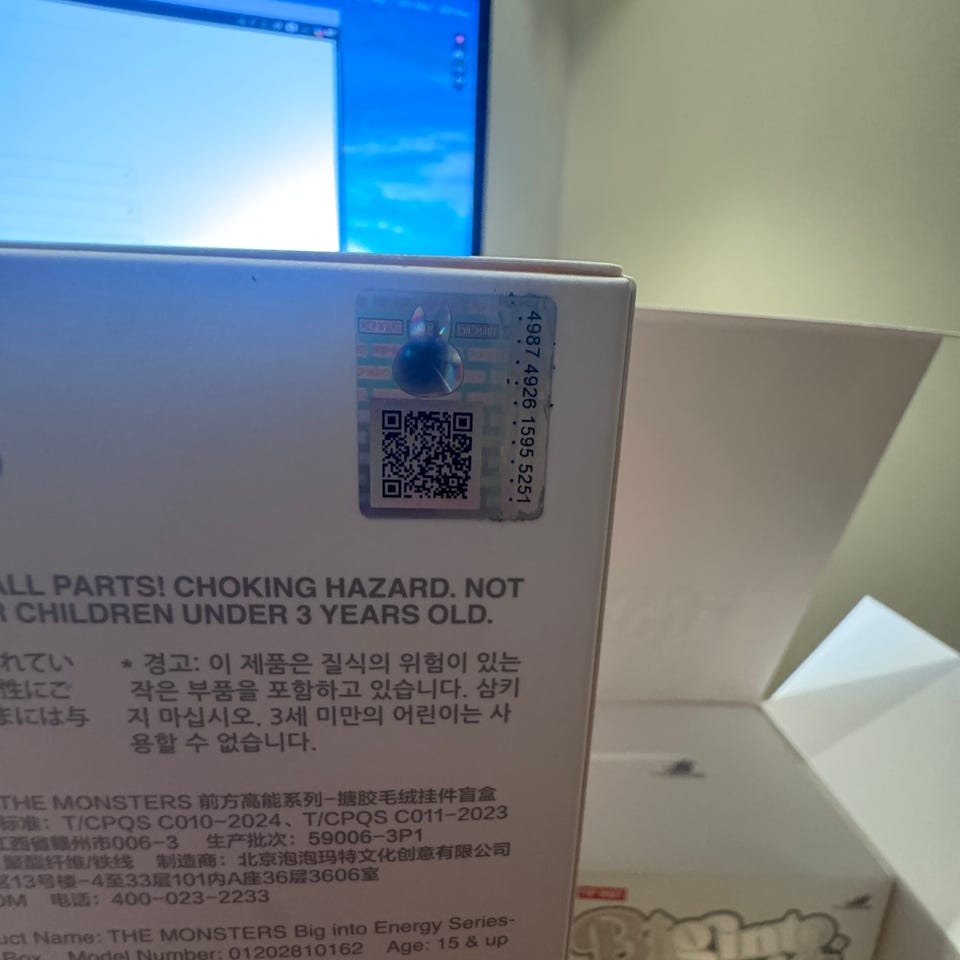 POP MART
4987 4926 1595 5251
ALL PARTS! CHOKING HAZARD. NOT
CHILDREN UNDER 3 YEARS OLD.
れてい
性にご
には与
* 경고: 이 제품은 질식의 위험이 있는
작은 부품을 포함하고 있습니다. 삼키
지 마십시오. 3세 미만의 어린이는 사
용할 수 없습니다.
THE MONSTERS 前方高能系列-搪胶毛绒挂件盲盒
标准：T/CPQS C010-2024、T/CPQS C011-2023
江西省赣州市006-3 生产批次：59006-3P1
聚酯纤维/铁线 制造商：北京泡泡玛特文化创意有限公司
区13号楼-4至33层101内A座36层3606室
OM 电话：400-023-2233
uct Name: THE MONSTERS Big into Energy Series-
Box Model Number: 01202810162 Age: 15 & up
POP MART
Big into